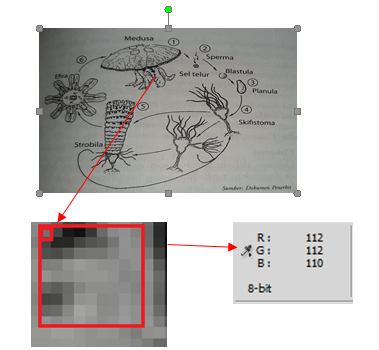 Medusa
1
2
Sperma
Sel telur
Blastula
3
Planula
4
Skifistoma
5
Strobila
6
Efira
Sumber: Dokumen Penerbit
R: 112
G: 112
B: 110
8-bit